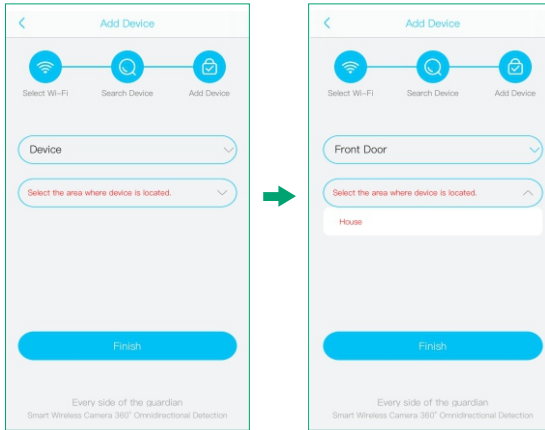 Add Device
Select Wi-Fi Search Device Add Device
Device
Select the area where device is located.
Finish
Every side of the guardian
Smart Wireless Camera 360° Omnidirectional Detection
Add Device
Select Wi-Fi Search Device Add Device
Front Door
Select the area where device is located.
House
Finish
Every side of the guardian
Smart Wireless Camera 360° Omnidirectional Detection